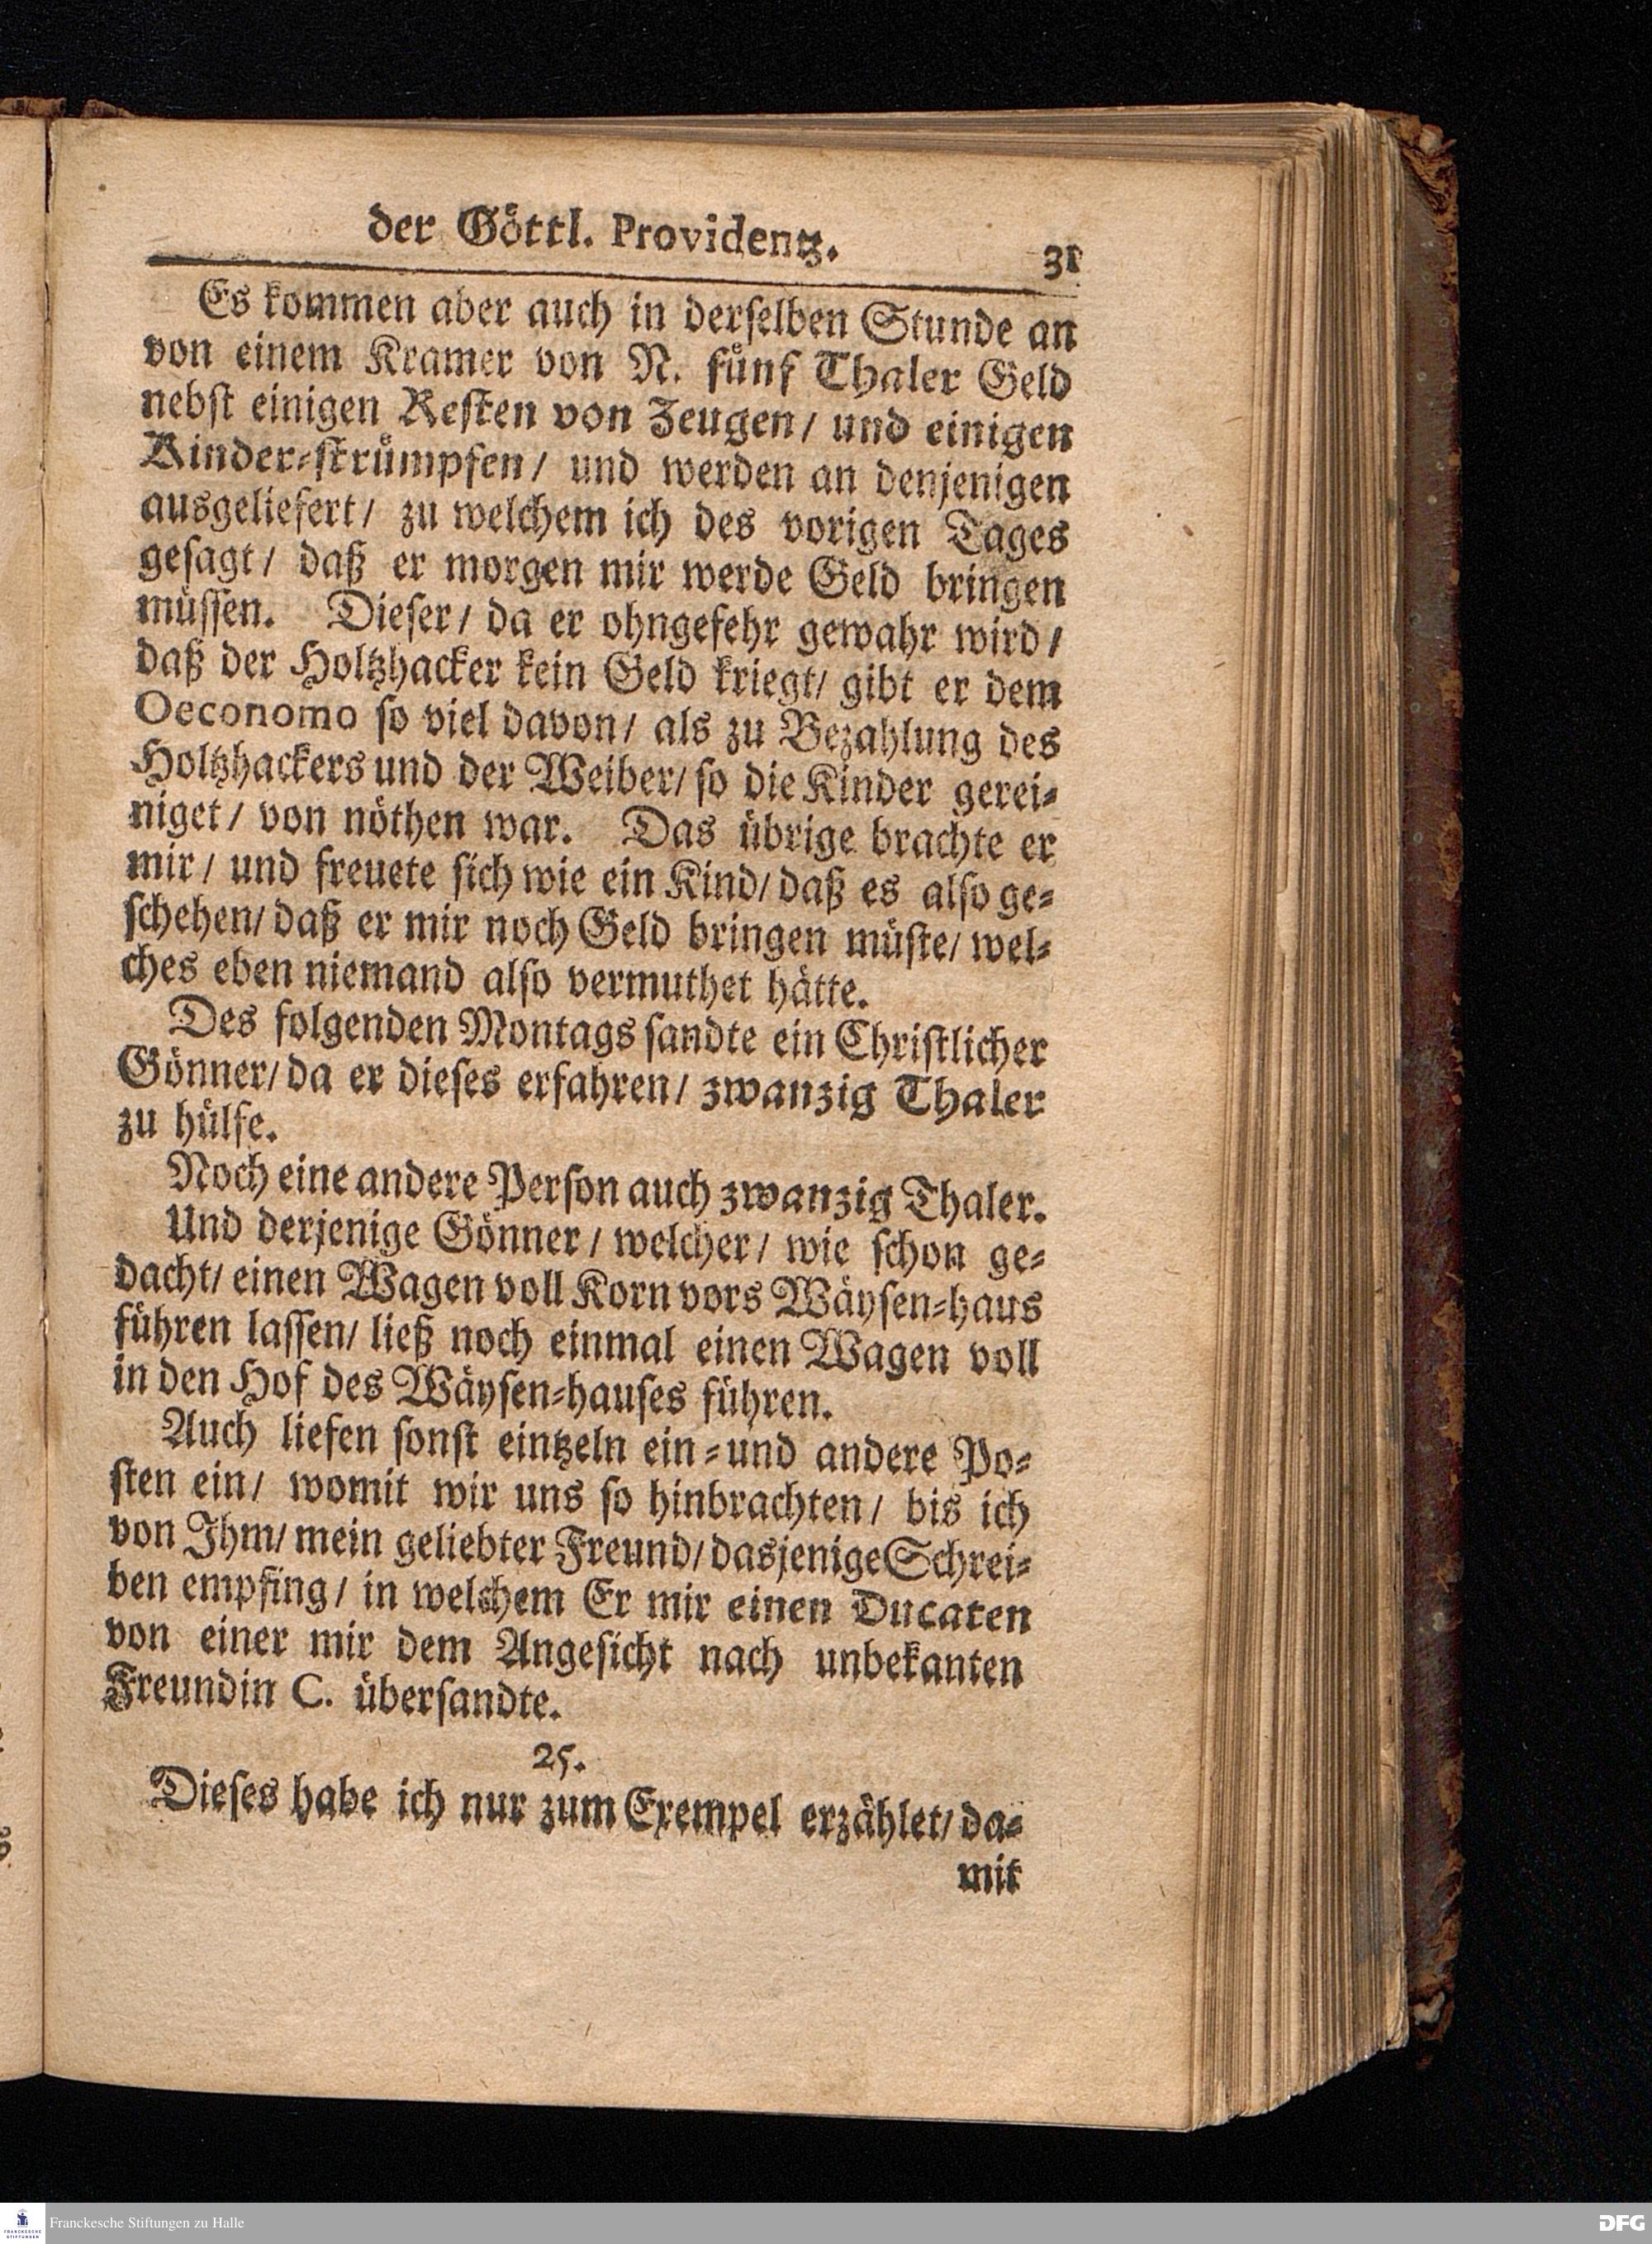 der Göttl. Providentz. 31
Es kommen aber auch in derſelben Stunde an
von einem Kramer von N. fünf Thaler Geld
nebſt einigen Reſten von Zeugen/ und einigen
Kinder-ſtrümpfen/ und werden an denjenigen
ausgeliefert/ zu welchem ich des vorigen Tages
geſagt/ daß er morgen mir werde Geld bringen
müſſen. Dieſer/ da er ohngefehr gewahr wird/
daß der Holtzhacker kein Geld kriegt/ gibt er dem
Oeconomo ſo viel davon/ als zu Bezahlung des
Holtzhackers und der Weiber/ ſo die Kinder gerei-
niget/ von nöthen war. Das übrige brachte er
mir/ und freuete ſich wie ein Kind/ daß es alſo ge-
ſchehen/ daß er mir noch Geld bringen müſte/ wel-
ches eben niemand alſo vermuthet hätte.
Des folgenden Montags ſandte ein Chriſtlicher
Gönner/ da er dieſes erfahren/ zwanzig Thaler
zu hülfe.
Noch eine andere Perſon auch zwanzig Thaler.
Und derjenige Gönner/ welcher/ wie ſchon ge-
dacht/ einen Wagen voll Korn vors Wäyſen-haus
führen laſſen/ ließ noch einmal einen Wagen voll
in den Hof des Wäyſen-hauſes führen.
Auch liefen ſonſt eintzeln ein- und andere Po-
ſten ein/ womit wir uns ſo hinbrachten/ bis ich
von Ihm/ mein geliebter Freund/ dasjenige Schrei-
ben empfing/ in welchem Er mir einen Ducaten
von einer mir dem Angeſicht nach unbekanten
Freundin C. überſandte.
25.
Dieſes habe ich nur zum Exempel erzählet/ da-
mit
Franckesche Stiftungen zu Halle
DFG